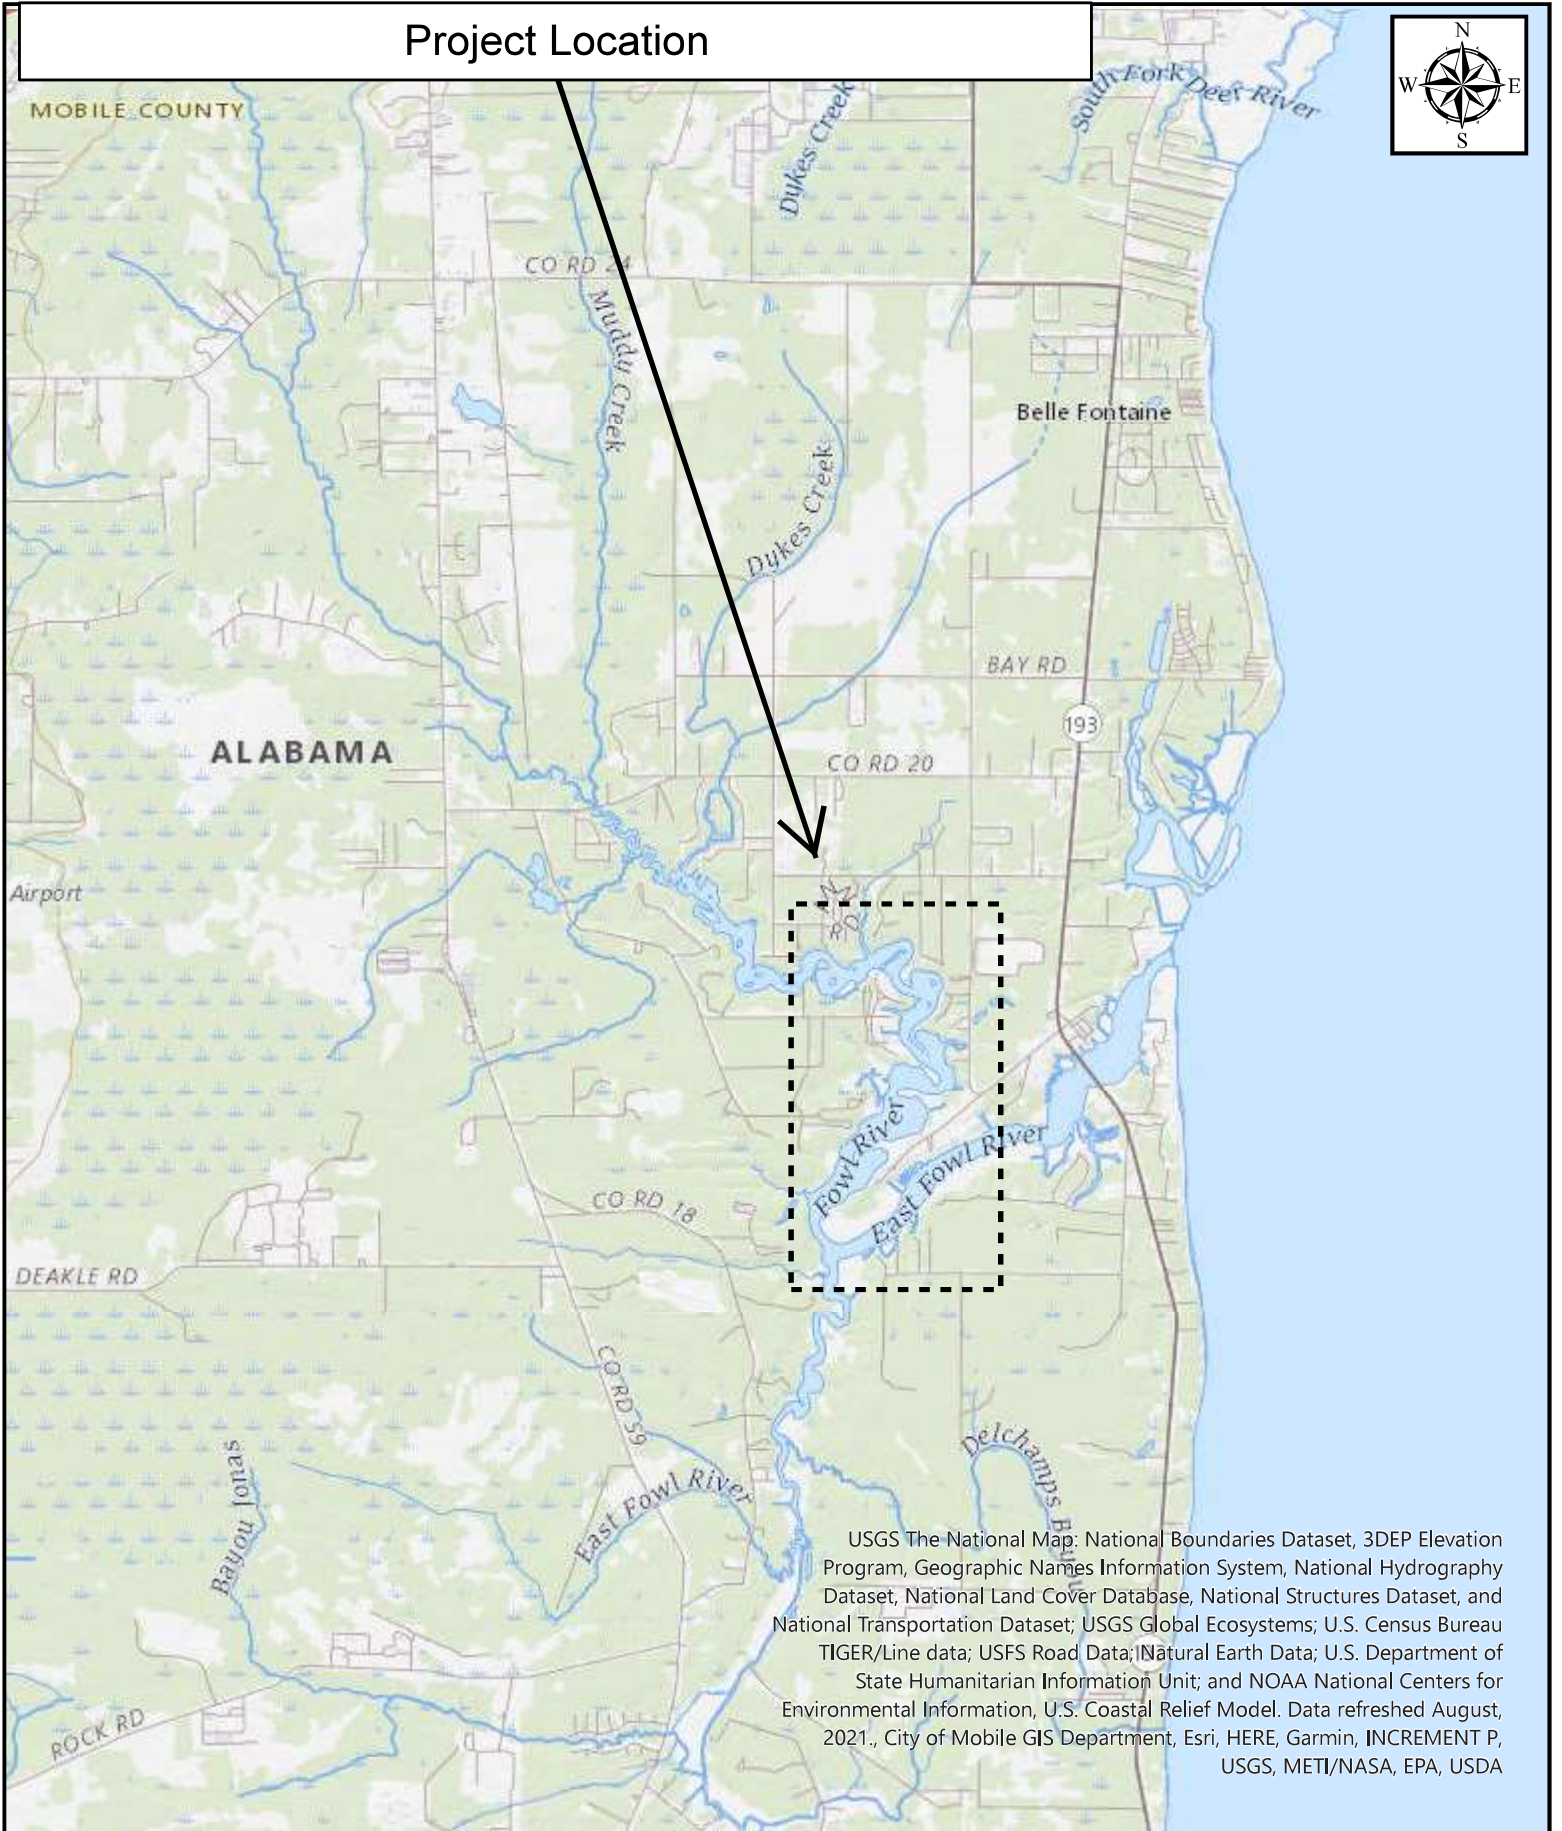 Project Location
N
W
E
S
South Fork Deer River
MOBILE COUNTY
Dykes Creek
CO RD 24
Muddy Creek
Belle Fontaine
Dykes Creek
BAY RD
193
ALABAMA
CO RD 20
Airport
RD
Fowl River
East Fowl River
CO RD 18
DEAKLE RD
CO RD 59
Delchamps Bayou
Bayou Jonas
East Fowl River
ROCK RD
USGS The National Map: National Boundaries Dataset, 3DEP Elevation
Program, Geographic Names Information System, National Hydrography
Dataset, National Land Cover Database, National Structures Dataset, and
National Transportation Dataset; USGS Global Ecosystems; U.S. Census Bureau
TIGER/Line data; USFS Road Data; Natural Earth Data; U.S. Department of
State Humanitarian Information Unit; and NOAA National Centers for
Environmental Information, U.S. Coastal Relief Model. Data refreshed August,
2021., City of Mobile GIS Department, Esri, HERE, Garmin, INCREMENT P,
USGS, METI/NASA, EPA, USDA